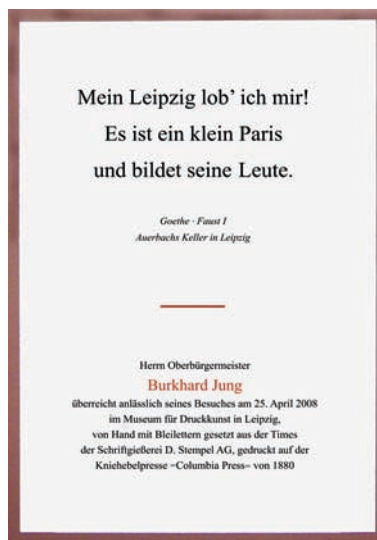 Mein Leipzig lob’ ich mir!
Es ist ein klein Paris
und bildet seine Leute.
Goethe · Faust I
Auerbachs Keller in Leipzig
Herrn Oberbürgermeister
Burkhard Jung
überreicht anlässlich seines Besuches am 25. April 2008
im Museum für Druckkunst in Leipzig,
von Hand mit Bleilettern gesetzt aus der Times
der Schriftgießerei D. Stempel AG, gedruckt auf der
Kniehebelpresse »Columbia Press« von 1880